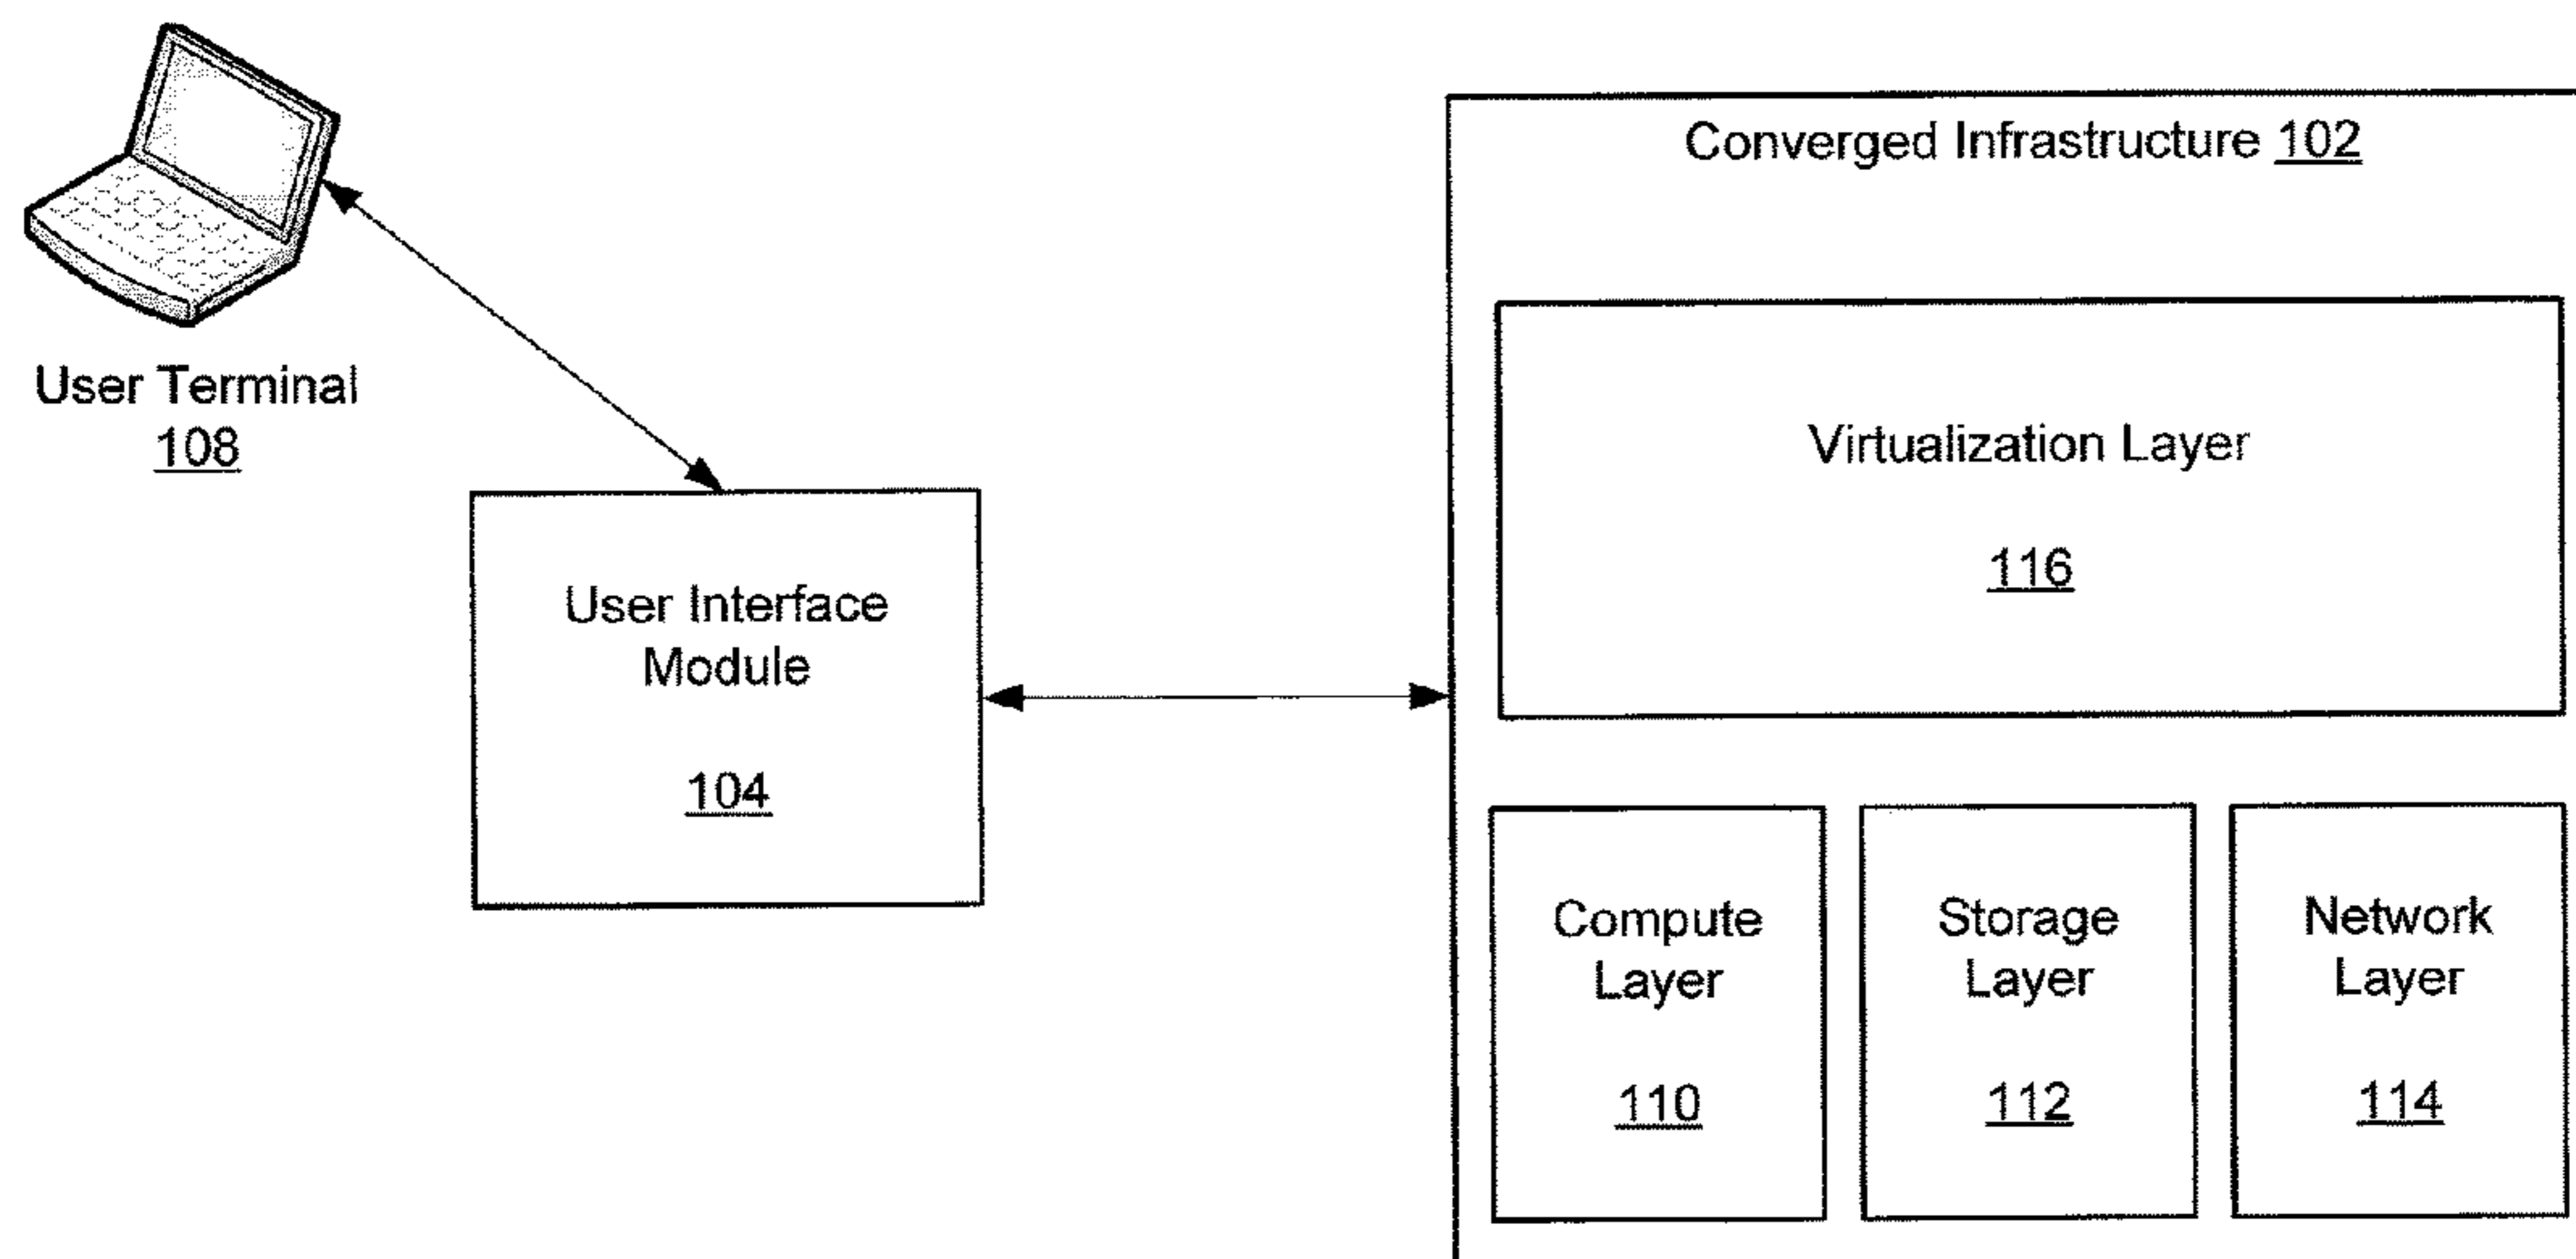 Converged Infrastructure 102
User Terminal
108
Virtualization Layer
116
User Interface
Module
104
Compute
Layer
110
Storage
Layer
112
Network
Layer
114